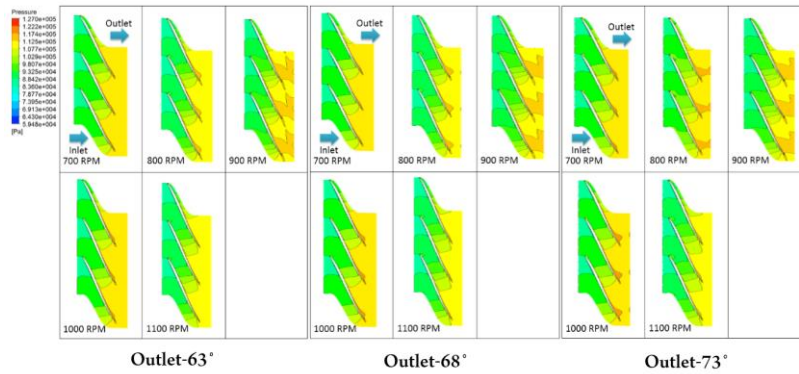 Pressure
1.270e+005
1.222e+005
1.174e+005
1.125e+005
1.077e+005
1.029e+005
9.807e+004
9.325e+004
8.842e+004
8.360e+004
7.877e+004
7.395e+004
6.913e+004
6.430e+004
5.948e+004
[Pa]
Outlet
Inlet
700 RPM
800 RPM
900 RPM
1000 RPM
1100 RPM
Outlet-63°
Outlet
Inlet
700 RPM
800 RPM
900 RPM
1000 RPM
1100 RPM
Outlet-68°
Outlet
Inlet
700 RPM
800 RPM
900 RPM
1000 RPM
1100 RPM
Outlet-73°